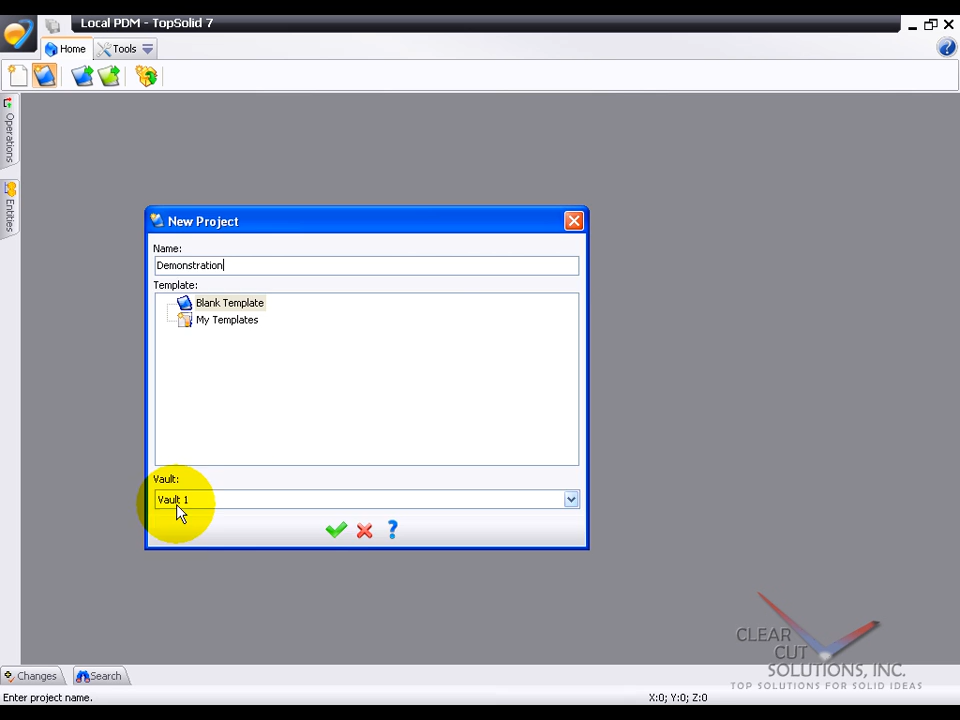 Local PDM - TopSolid 7
Home
Tools
Operations
Entities
New Project
Name:
Demonstration
Template:
Blank Template
My Templates
Vault:
Vault 1
?
CLEAR
CUT
SOLUTIONS, INC.
TOP SOLUTIONS FOR SOLID IDEAS
Changes
Search
Enter project name.
X:0; Y:0; Z:0